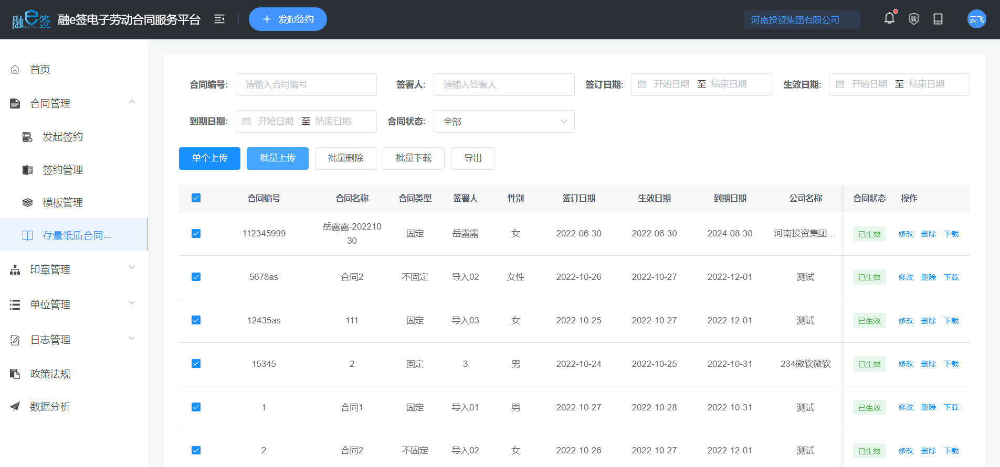 融e签 融e签电子劳动合同服务平台 发起签约 河南投资集团有限公司 验 云飞
首页
合同管理
发起签约
签约管理
模板管理
存量纸质合同...
印章管理
单位管理
日志管理
政策法规
数据分析
合同编号: 请输入合同编号 签署人: 请输入签署人 签订日期: 开始日期 至 结束日期 生效日期: 开始日期 至 结束日期
到期日期: 开始日期 至 结束日期 合同状态: 全部
单个上传 批量上传 批量删除 批量下载 导出
合同编号 合同名称 合同类型 签署人 性别 签订日期 生效日期 到期日期 公司名称 合同状态 操作
112345999 岳露露-202210 固定 岳露露 女 2022-06-30 2022-06-30 2024-08-30 河南投资集团... 已生效 修改 删除 下载
30
5678as 合同2 不固定 导入02 女性 2022-10-26 2022-10-27 2022-12-01 测试 已生效 修改 删除 下载
12435as 111 固定 导入03 女 2022-10-25 2022-10-27 2022-12-01 测试 已生效 修改 删除 下载
15345 2 固定 3 男 2022-10-24 2022-10-25 2022-10-31 234微软微软 已生效 修改 删除 下载
1 合同1 固定 导入01 男 2022-10-27 2022-10-28 2022-10-31 测试 已生效 修改 删除 下载
2 合同2 不固定 导入02 女 2022-10-26 2022-10-27 2022-12-01 测试 已生效 修改 删除 下载